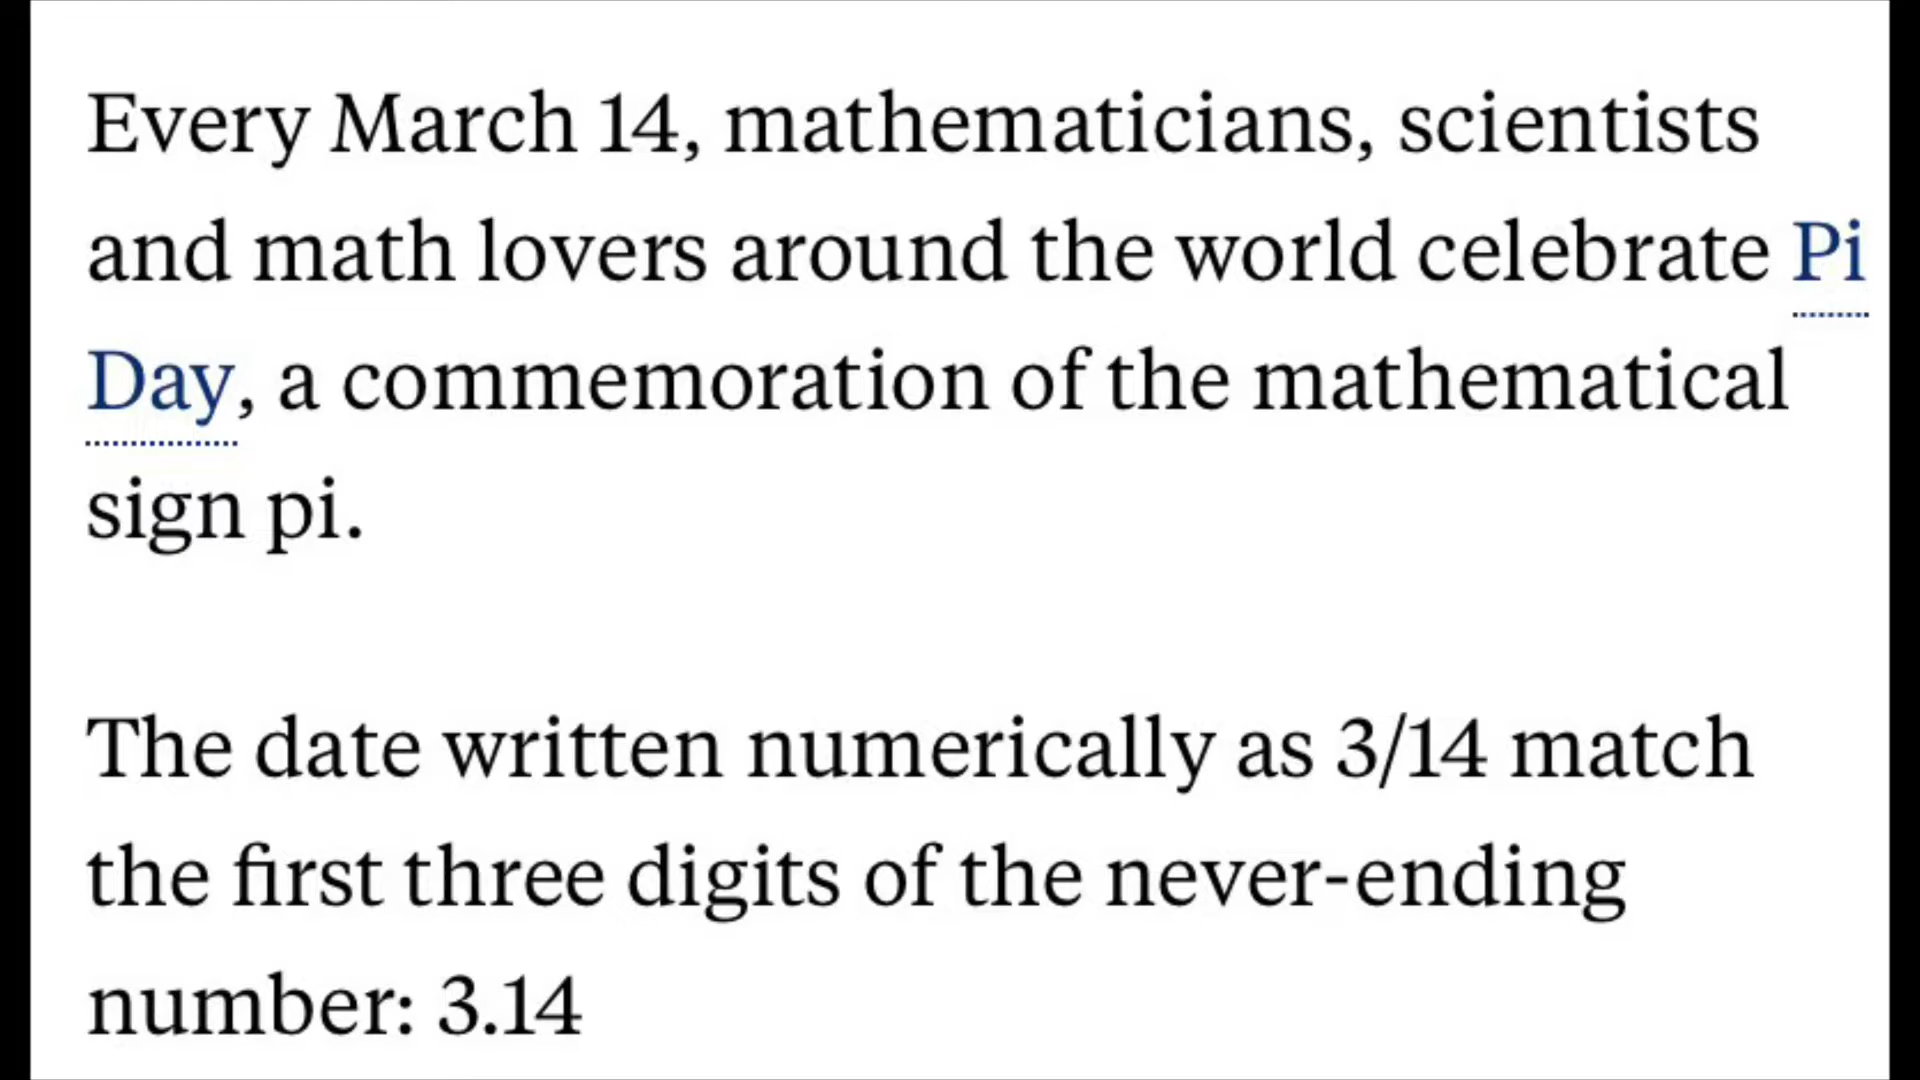 Every March 14, mathematicians, scientists
and math lovers around the world celebrate Pi
Day, a commemoration of the mathematical
sign pi.
The date written numerically as 3/14 match
the first three digits of the never-ending
number: 3.14